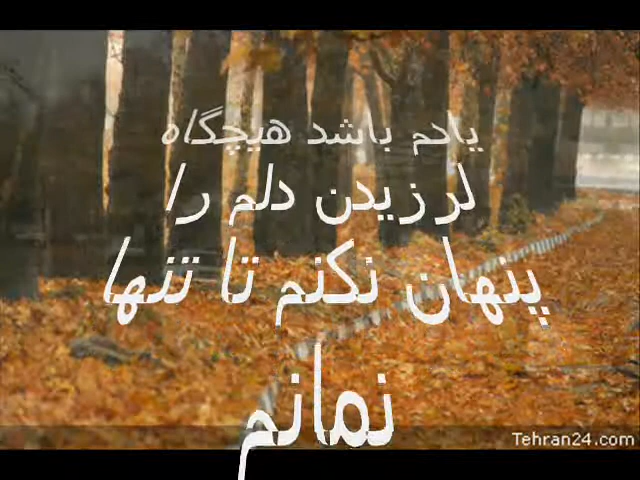 یادم باشد هیچگاه
لرزیدن دلم را
پنهان نکنم تا تنها
نمانم
Tehran24.com